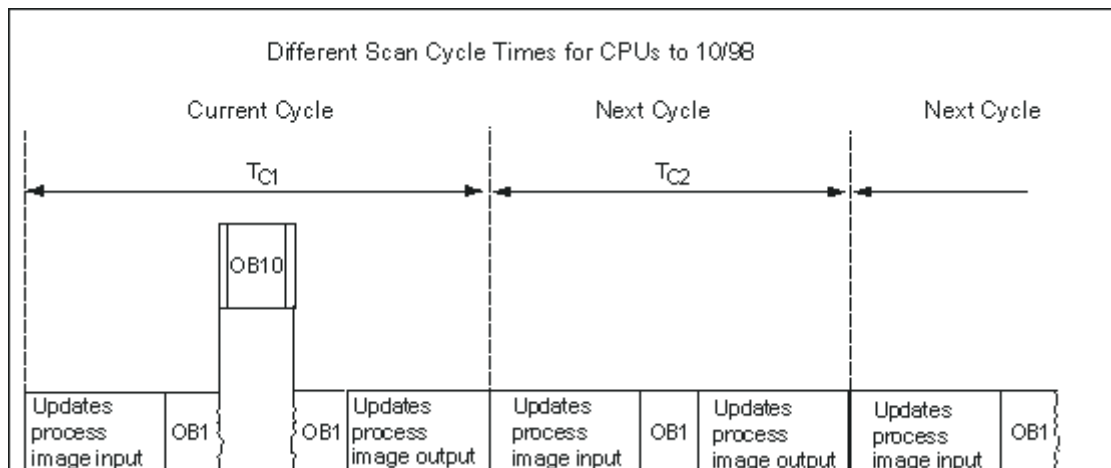 Different Scan Cycle Times for CPUs to 10/98
Current Cycle
Next Cycle
Next Cycle
TC1
TC2
OB10
Updates
process
image input
OB1
OB1
Updates
process
image output
Updates
process
image input
OB1
Updates
process
image output
Updates
process
image input
OB1